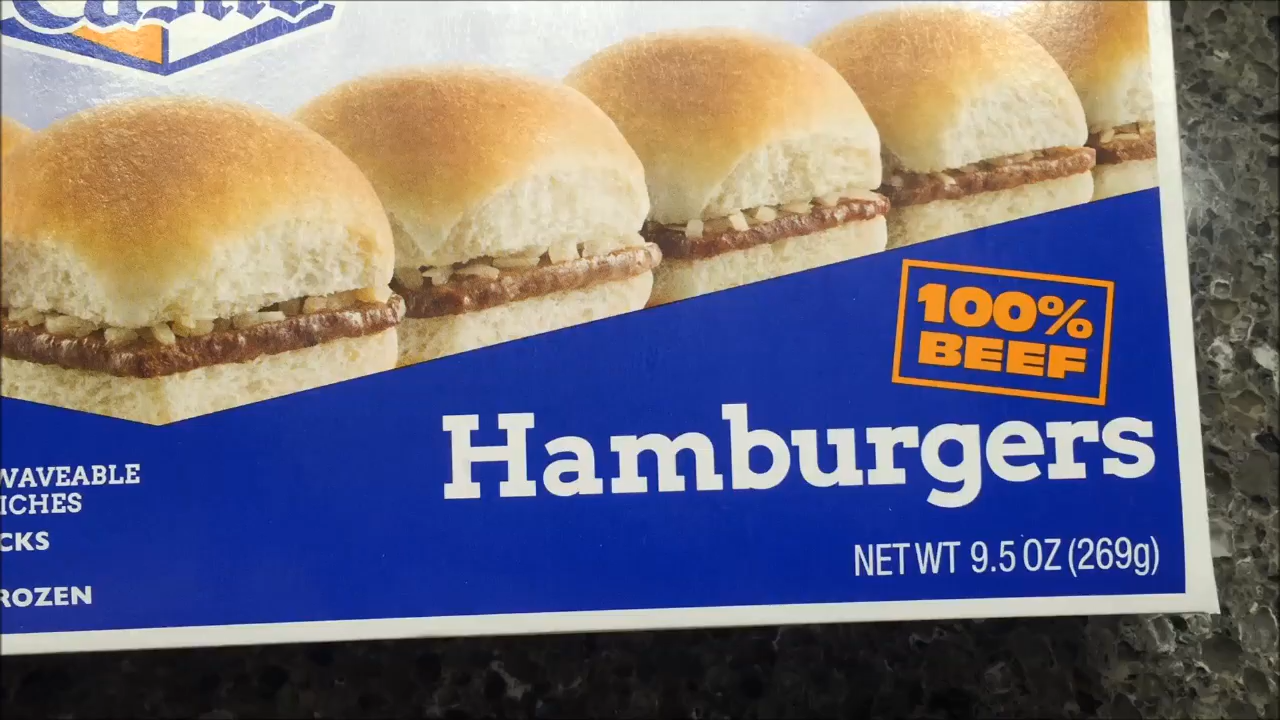 100%
BEEF
Hamburgers
NET WT 9.5 OZ (269g)
WAVEABLE
ICHES
CKS
ROZEN